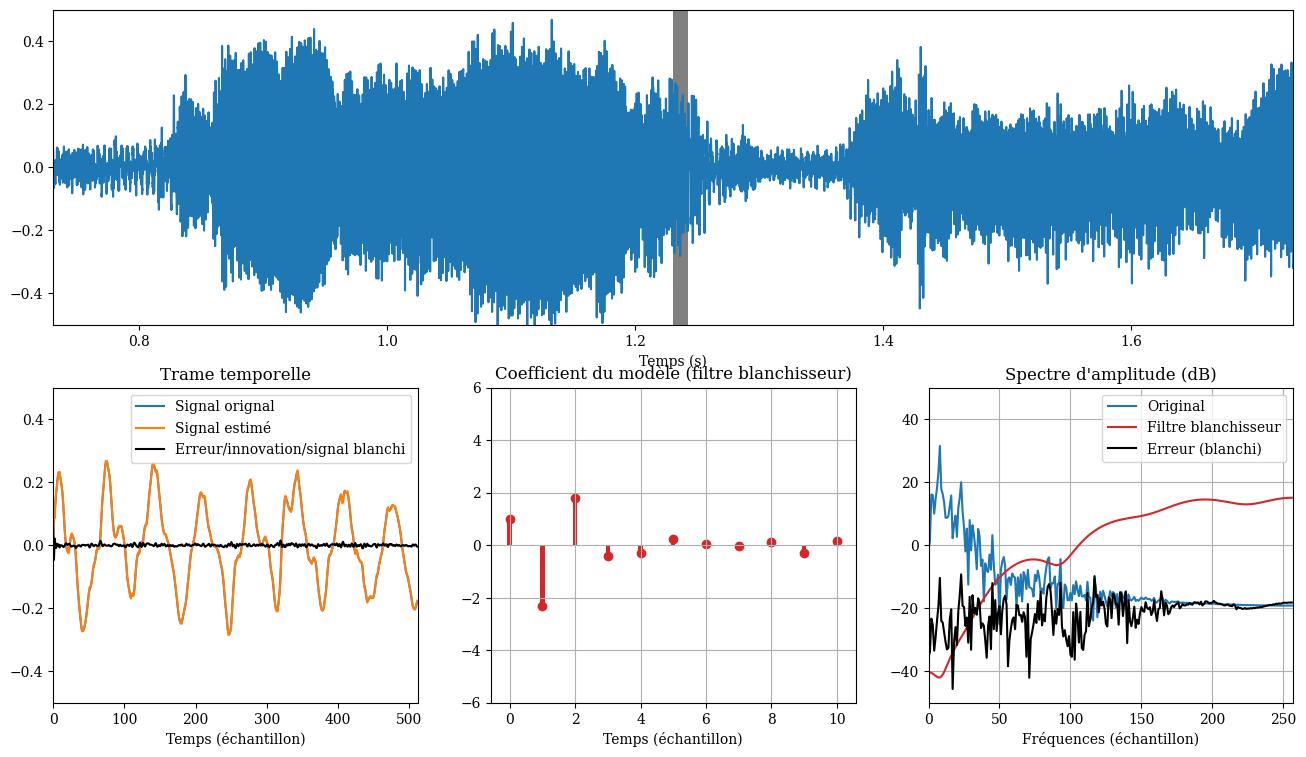 0.4
0.2
0.0
−0.2
−0.4
0.8 1.0 1.2 1.4 1.6
Temps (s)
Trame temporelle
Signal orignal
Signal estimé
Erreur/innovation/signal blanchi
0.4
0.2
0.0
−0.2
−0.4
0 100 200 300 400 500
Temps (échantillon)
Coefficient du modèle (filtre blanchisseur)
6
4
2
0
−2
−4
−6
0 2 4 6 8 10
Temps (échantillon)
Spectre d'amplitude (dB)
Original
Filtre blanchisseur
Erreur (blanchi)
40
20
0
−20
−40
0 50 100 150 200 250
Fréquences (échantillon)